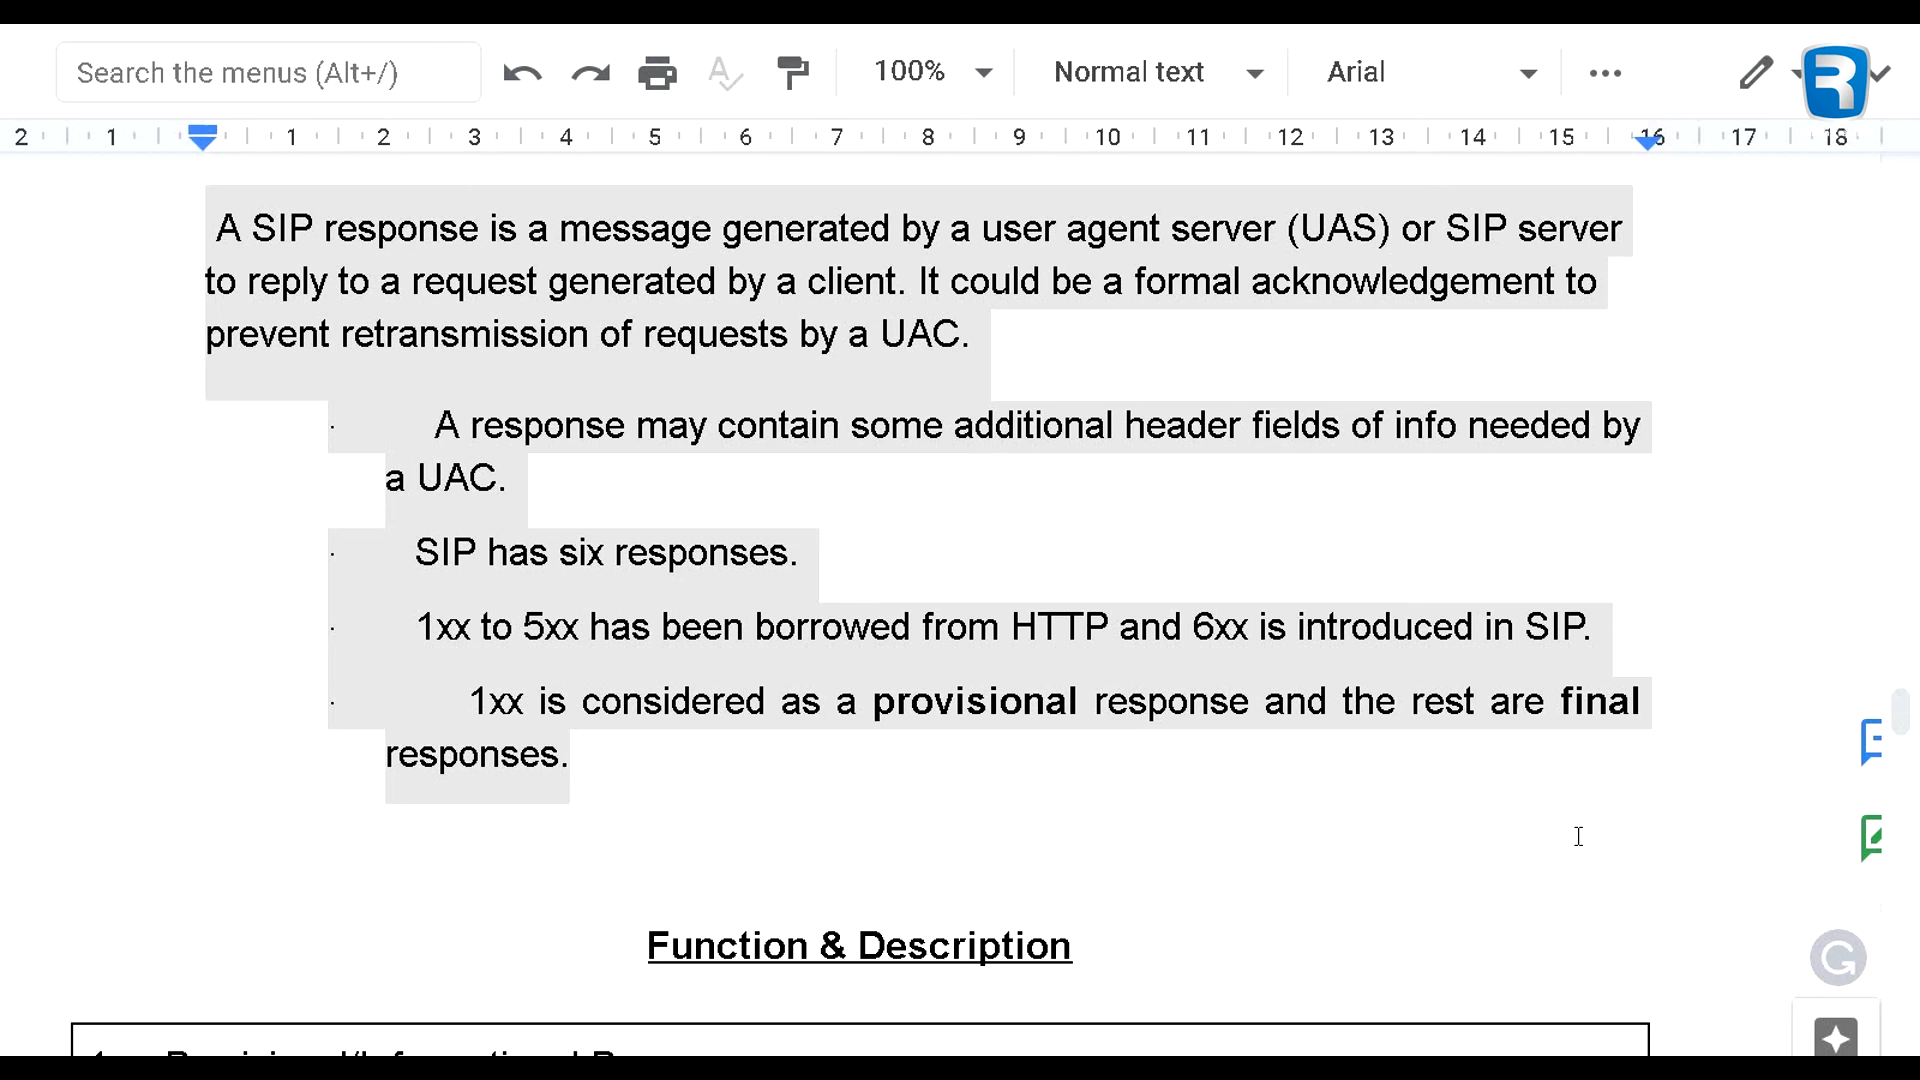 Search the menus (Alt+/) 100% Normal text Arial
2 1 1 2 3 4 5 6 7 8 9 10 11 12 13 14 15 16 17 18
A SIP response is a message generated by a user agent server (UAS) or SIP server
to reply to a request generated by a client. It could be a formal acknowledgement to
prevent retransmission of requests by a UAC.
· A response may contain some additional header fields of info needed by
a UAC.
· SIP has six responses.
· 1xx to 5xx has been borrowed from HTTP and 6xx is introduced in SIP.
· 1xx is considered as a provisional response and the rest are final
responses.
Function & Description